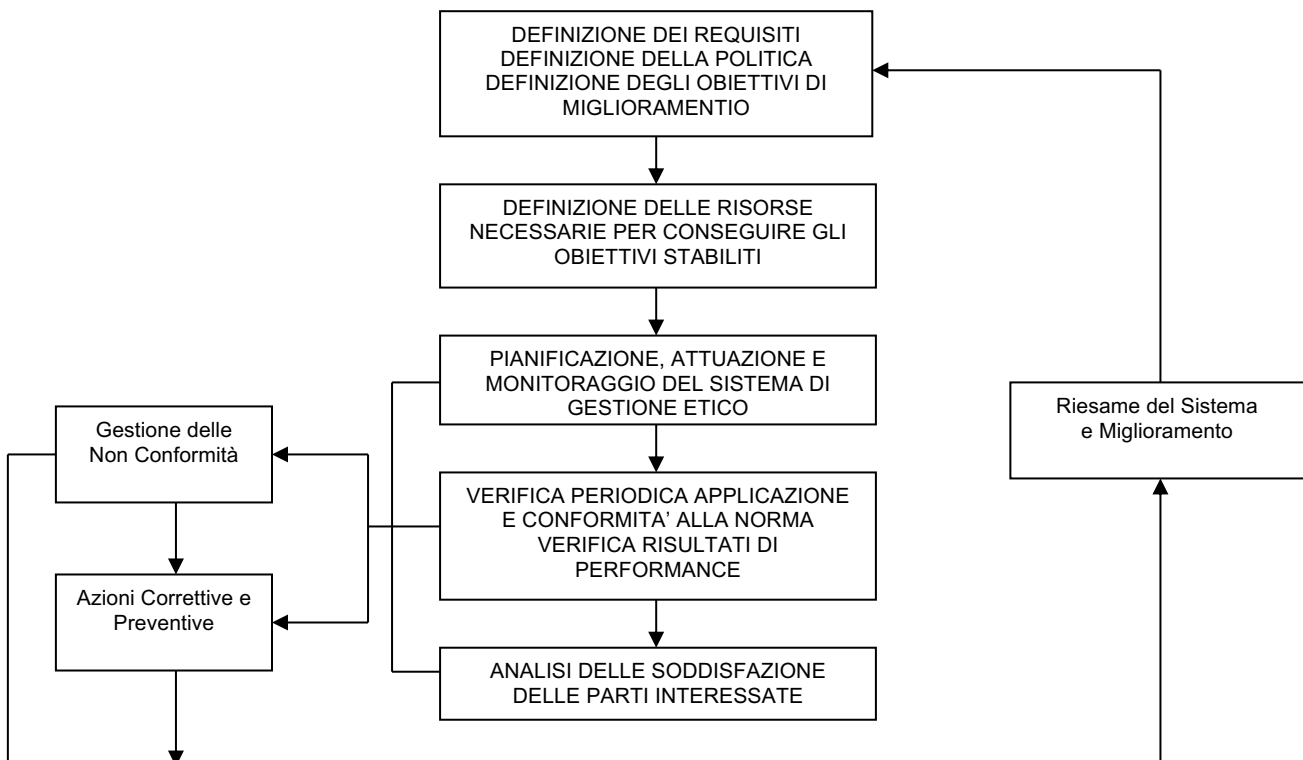 DEFINIZIONE DEI REQUISITI
DEFINIZIONE DELLA POLITICA
DEFINIZIONE DEGLI OBIETTIVI DI
MIGLIORAMENTIO
DEFINIZIONE DELLE RISORSE
NECESSARIE PER CONSEGUIRE GLI
OBIETTIVI STABILITI
PIANIFICAZIONE, ATTUAZIONE E
MONITORAGGIO DEL SISTEMA DI
GESTIONE ETICO
Riesame del Sistema
e Miglioramento
Gestione delle
Non Conformità
VERIFICA PERIODICA APPLICAZIONE
E CONFORMITA’ ALLA NORMA
VERIFICA RISULTATI DI
PERFORMANCE
Azioni Correttive e
Preventive
ANALISI DELLE SODDISFAZIONE
DELLE PARTI INTERESSATE